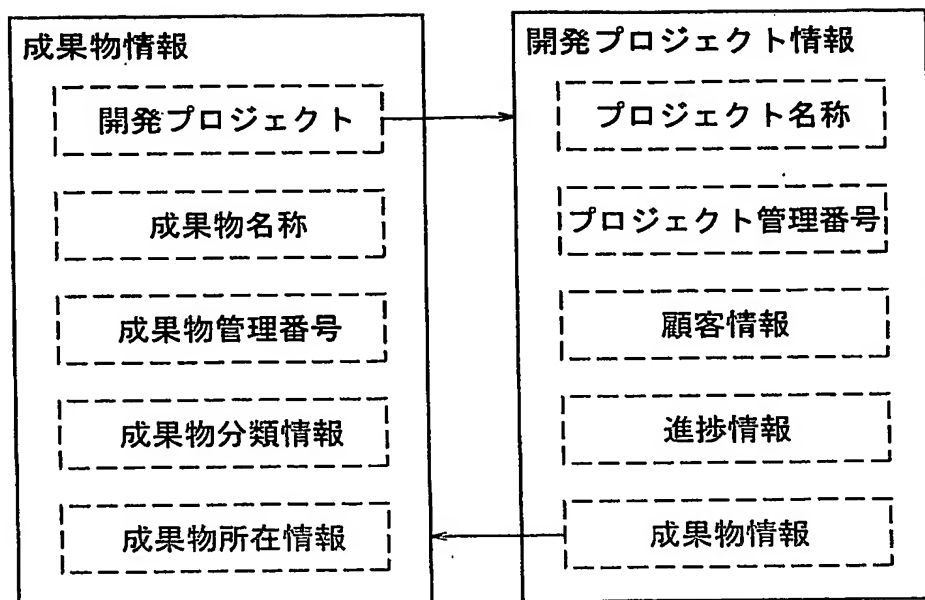 成果物情報
開発プロジェクト
成果物名称
成果物管理番号
成果物分類情報
成果物所在情報
開発プロジェクト情報
プロジェクト名称
プロジェクト管理番号
顧客情報
進捗情報
成果物情報